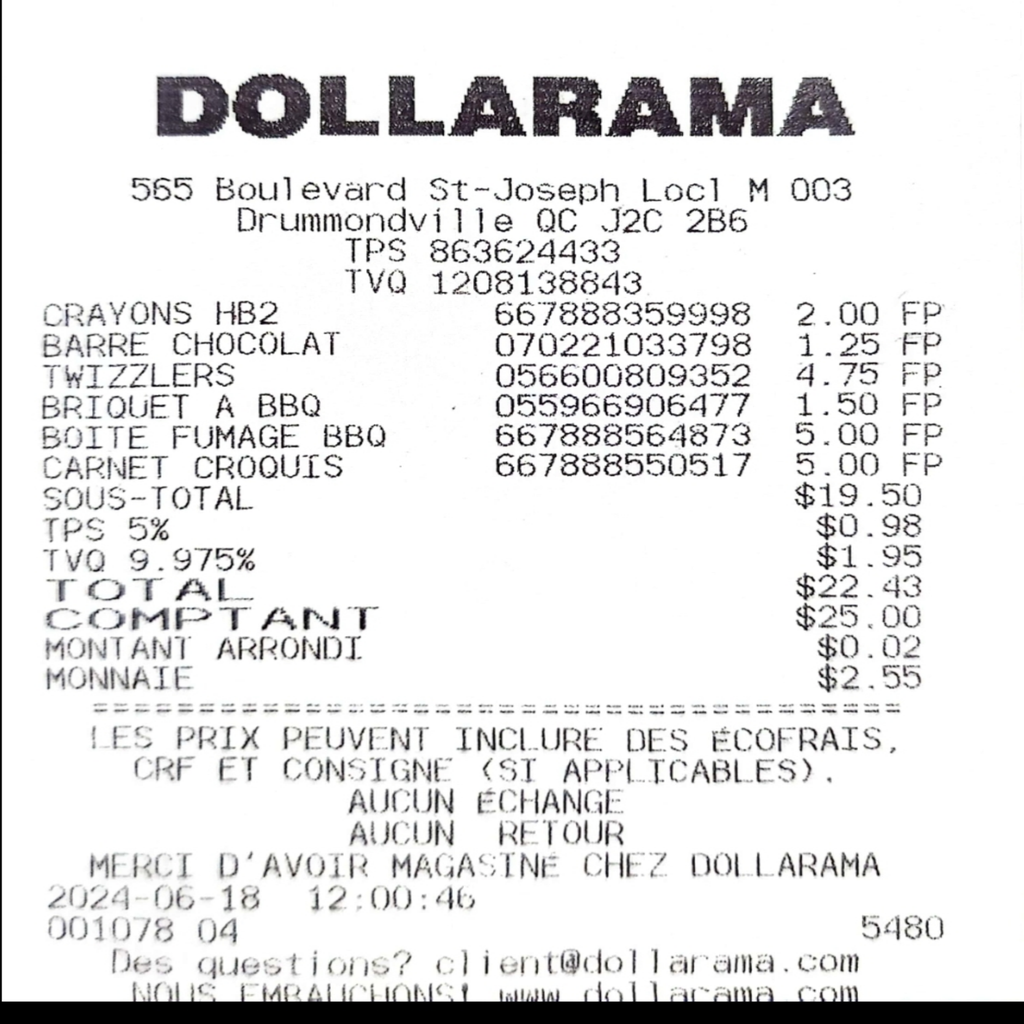 DOLLARAMA
565 Boulevard St-Joseph Locl M 003
Drummondville QC J2C 2B6
TPS 863624433
TVQ 1208138843
CRAYONS HB2 667888359998 2.00 FP
BARRE CHOCOLAT 070221033798 1.25 FP
TWIZZLERS 056600809352 4.75 FP
BRIQUET A BBQ 055966906477 1.50 FP
BOITE FUMAGE BBQ 667888564873 5.00 FP
CARNET CROQUIS 667888550517 5.00 FP
SOUS-TOTAL $19.50
TPS 5% $0.98
TVQ 9.975% $1.95
TOTAL $22.43
COMPTANT $25.00
MONTANT ARRONDI $0.02
MONNAIE $2.55
======================================
LES PRIX PEUVENT INCLURE DES ÉCOFRAIS,
CRF ET CONSIGNE (SI APPLICABLES).
AUCUN ÉCHANGE
AUCUN RETOUR
MERCI D'AVOIR MAGASINÉ CHEZ DOLLARAMA
2024-06-18 12:00:46
001078 04 5480
Des questions? client@dollarama.com
NOUS EMBAUCHONS! www.dollarama.com